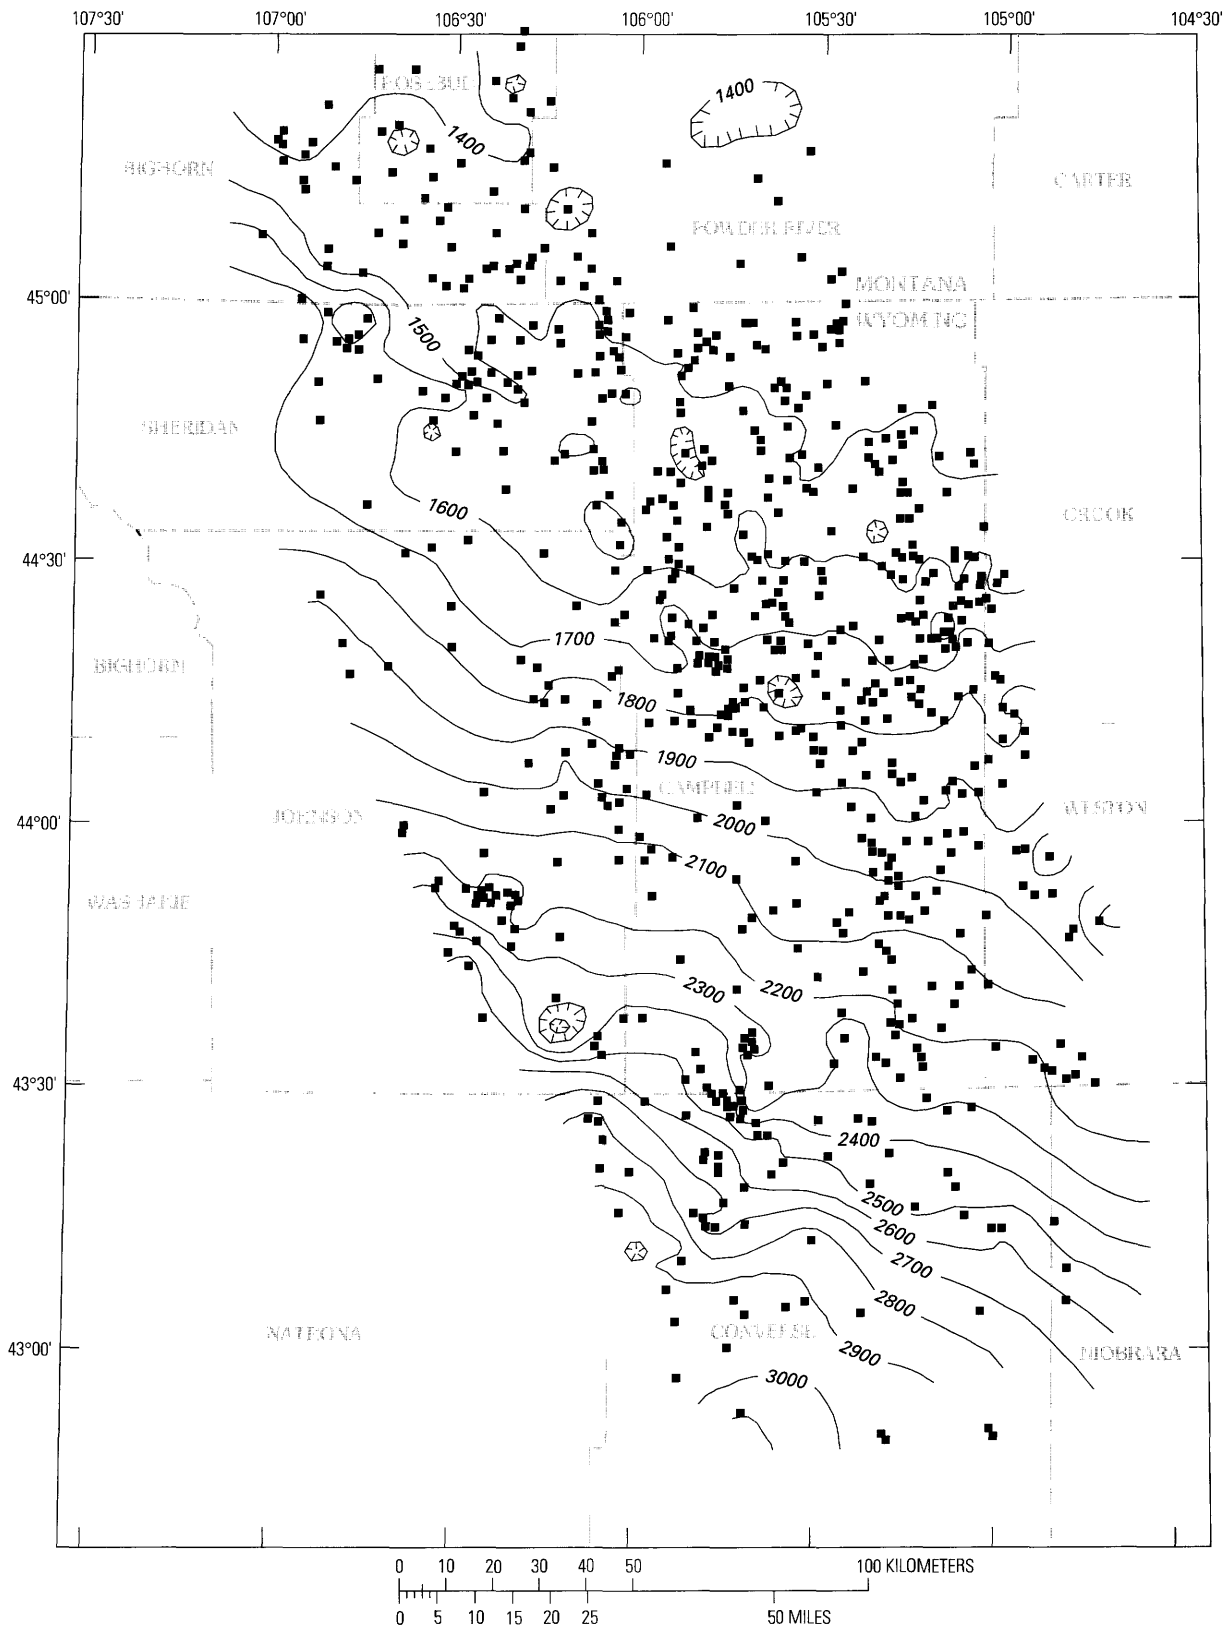 107°30' 107°00' 106°30' 106°00' 105°30' 105°00' 104°30'
ROSEBUD
1400
1400
BIGHORN
CARTER
POWDER RIVER
45°00'
MONTANA
WYOMING
1500
SHERIDAN
1600
CROOK
44°30'
1700
BIGHORN
1800
1900
CAMPBELL
JOHNSON
WESTON
44°00'
2000
2100
WASHAKIE
2300
2200
43°30'
2400
2500
2600
2700
2800
NATRONA
CONVERSE
43°00'
2900
NIOBRARA
3000
0 10 20 30 40 50 100 KILOMETERS
0 5 10 15 20 25 50 MILES